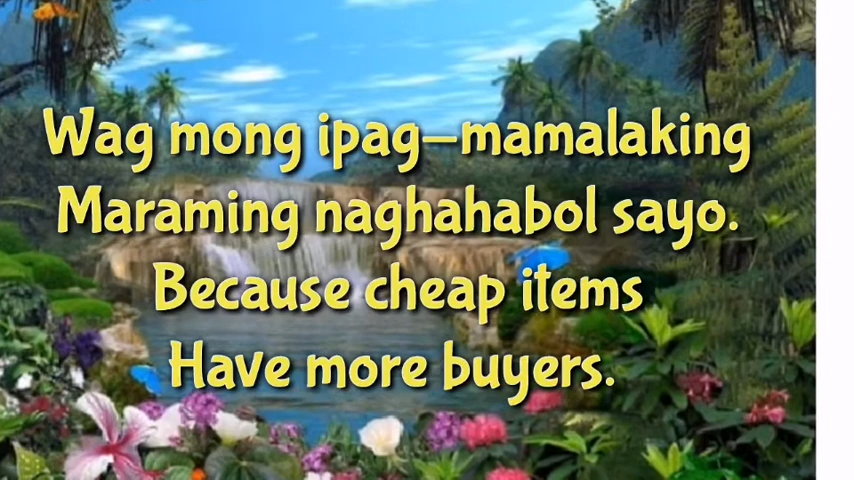 Wag mong ipag—mamalaking
Maraming naghahabol sayo.
Because cheap items
Have more buyers.